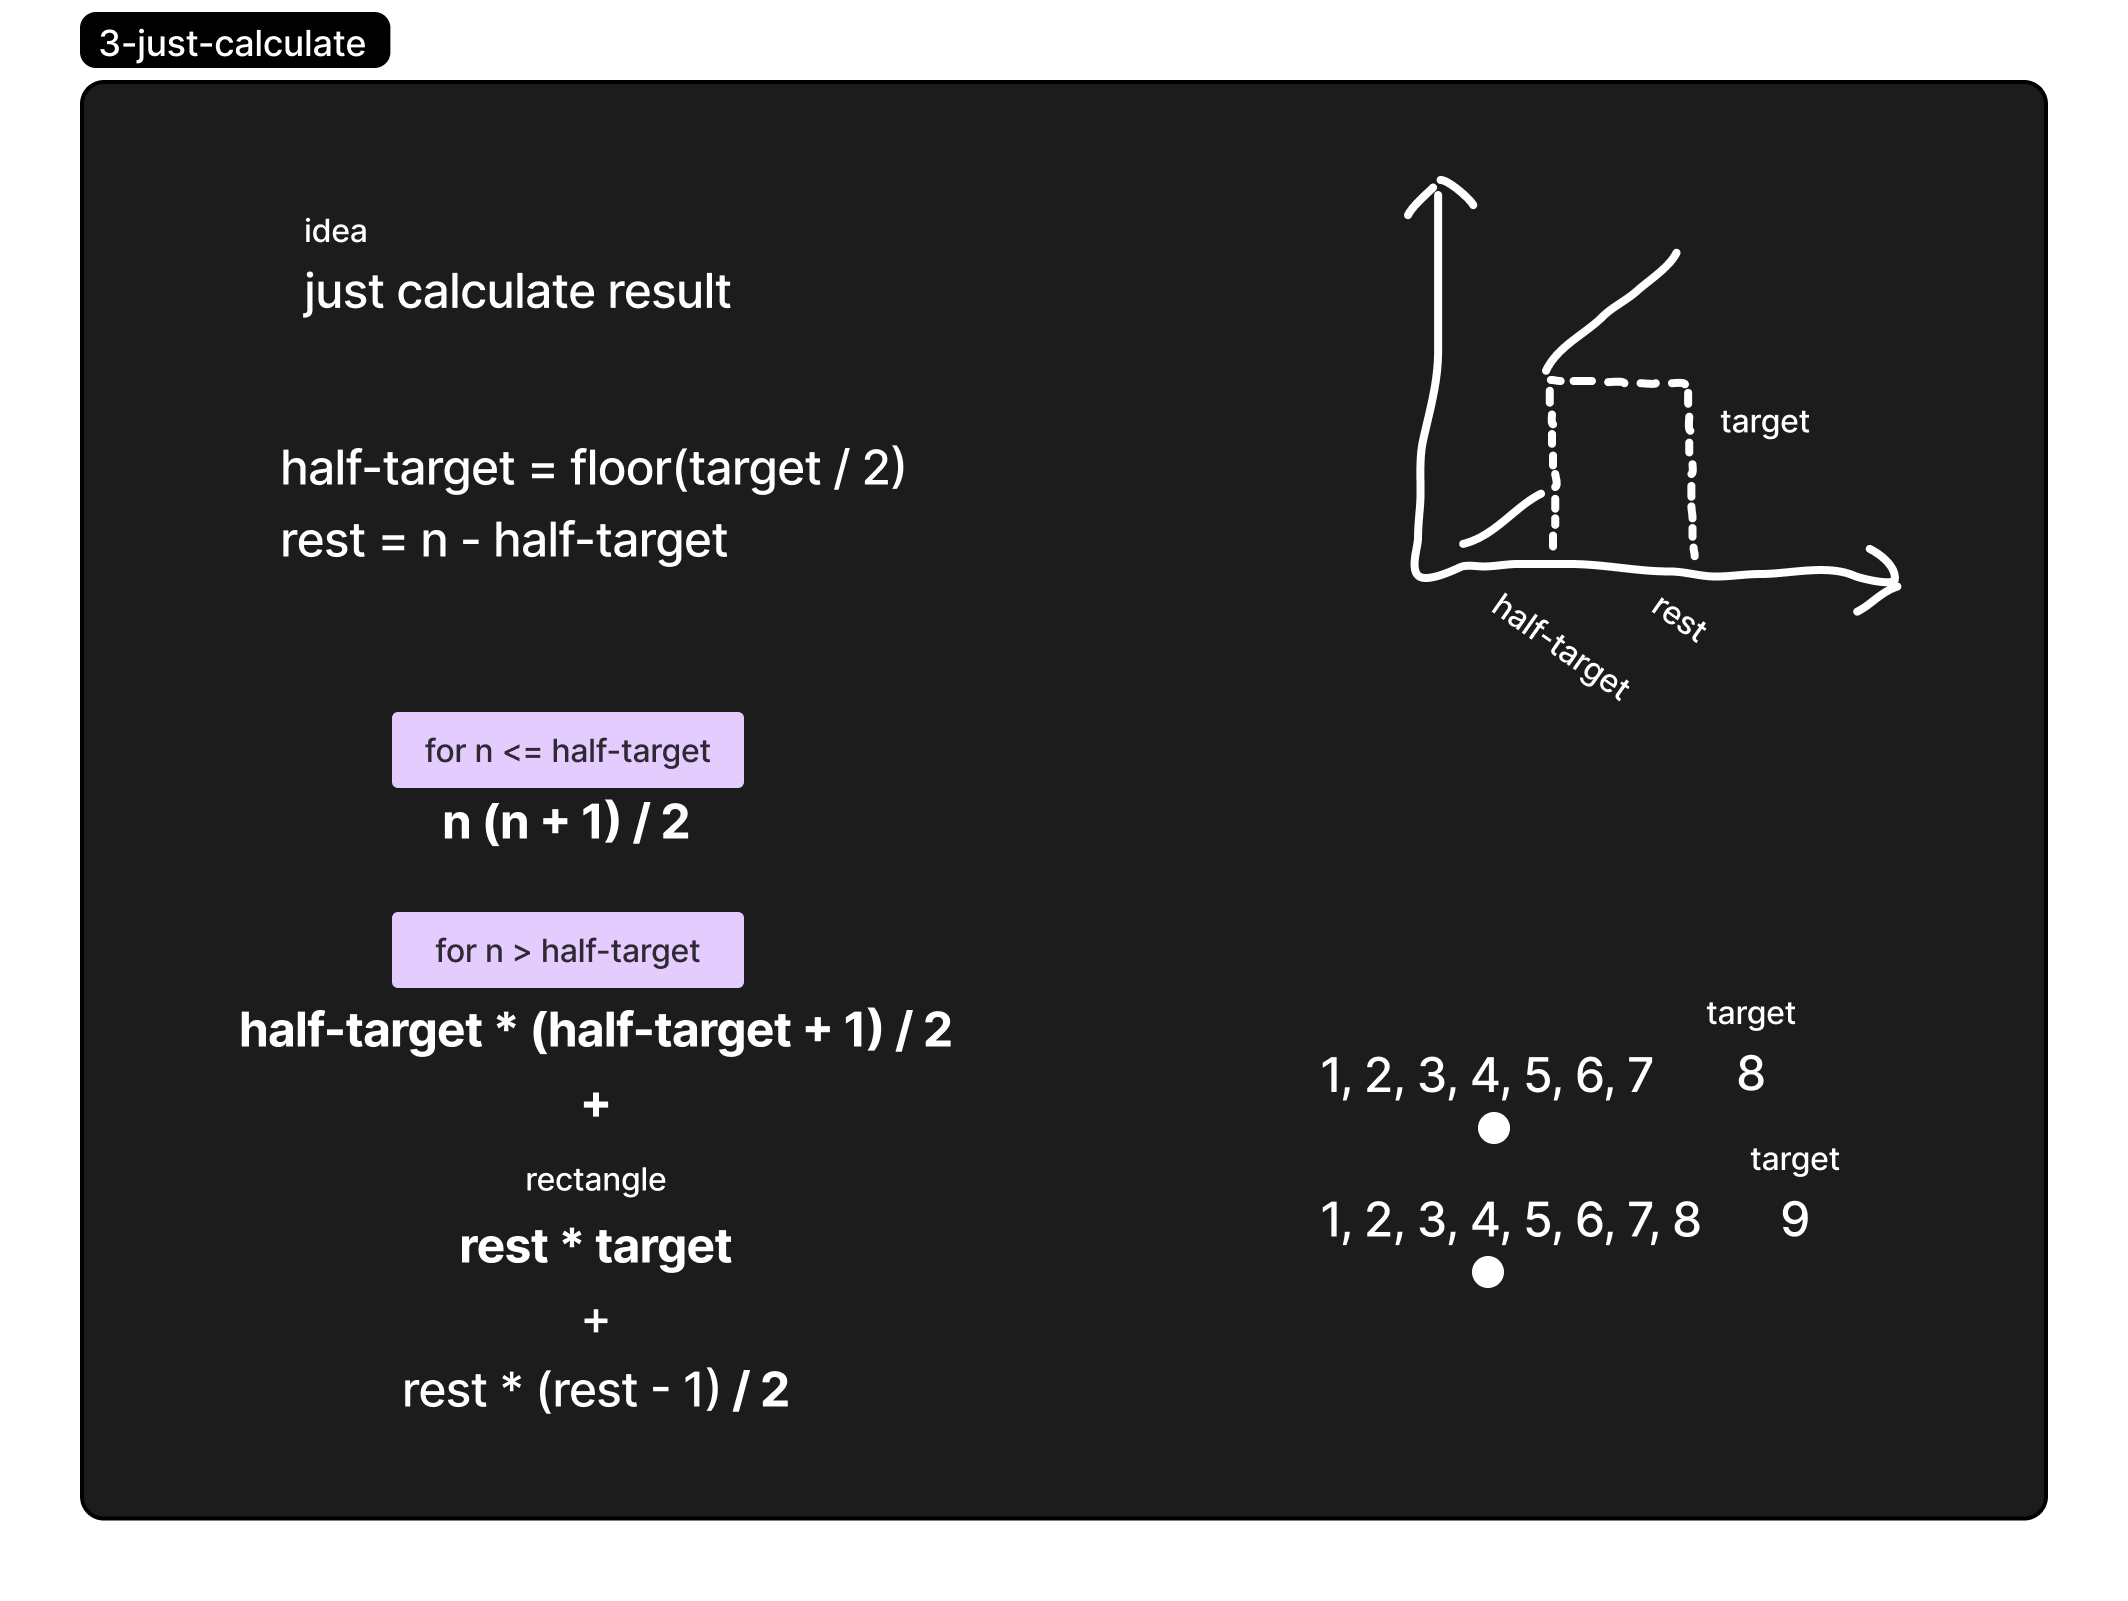 3-just-calculate
idea
just calculate result
half-target = floor(target / 2)
rest = n - half-target
for n <= half-target
n (n + 1) / 2
for n > half-target
half-target * (half-target + 1) / 2
+
rectangle
rest * target
+
rest * (rest - 1) / 2
target
half-target
rest
target
1, 2, 3, 4, 5, 6, 7 8
target
1, 2, 3, 4, 5, 6, 7, 8 9